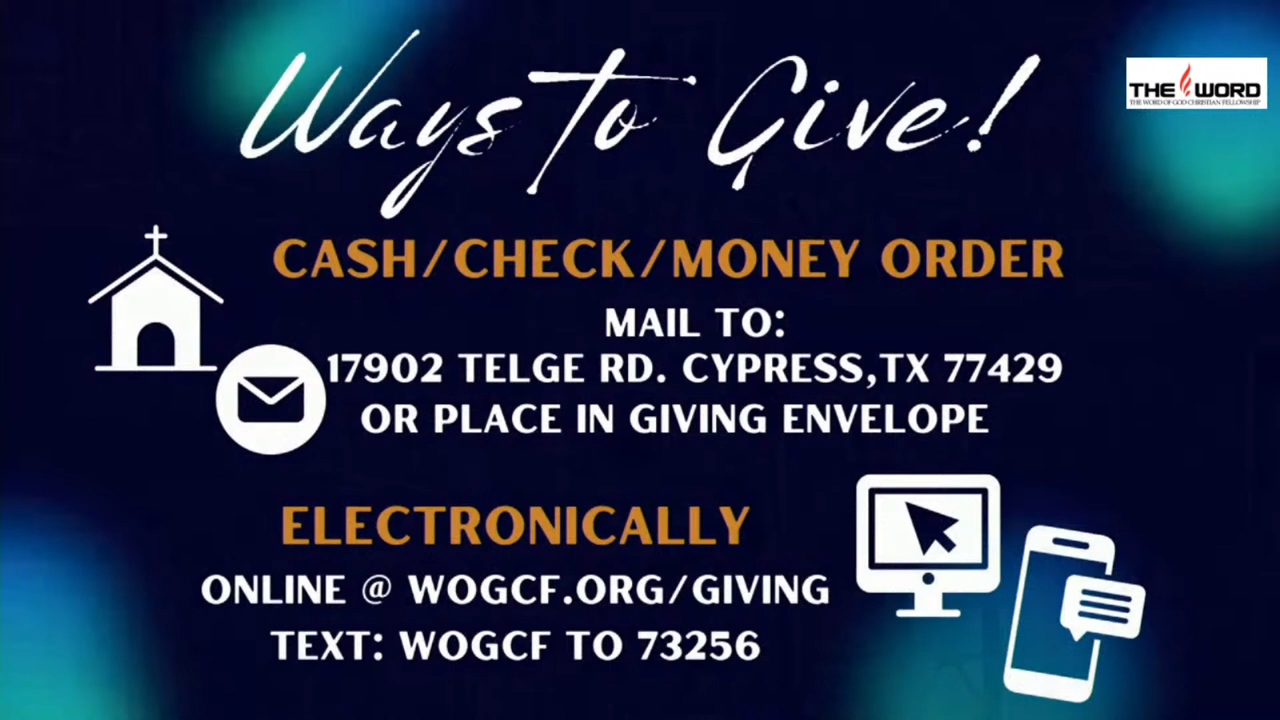 Ways to Give!
THE WORD
THE WORD OF GOD CHRISTIAN FELLOWSHIP
CASH/CHECK/MONEY ORDER
MAIL TO:
17902 TELGE RD. CYPRESS,TX 77429
OR PLACE IN GIVING ENVELOPE
ELECTRONICALLY
ONLINE @ WOGCF.ORG/GIVING
TEXT: WOGCF TO 73256